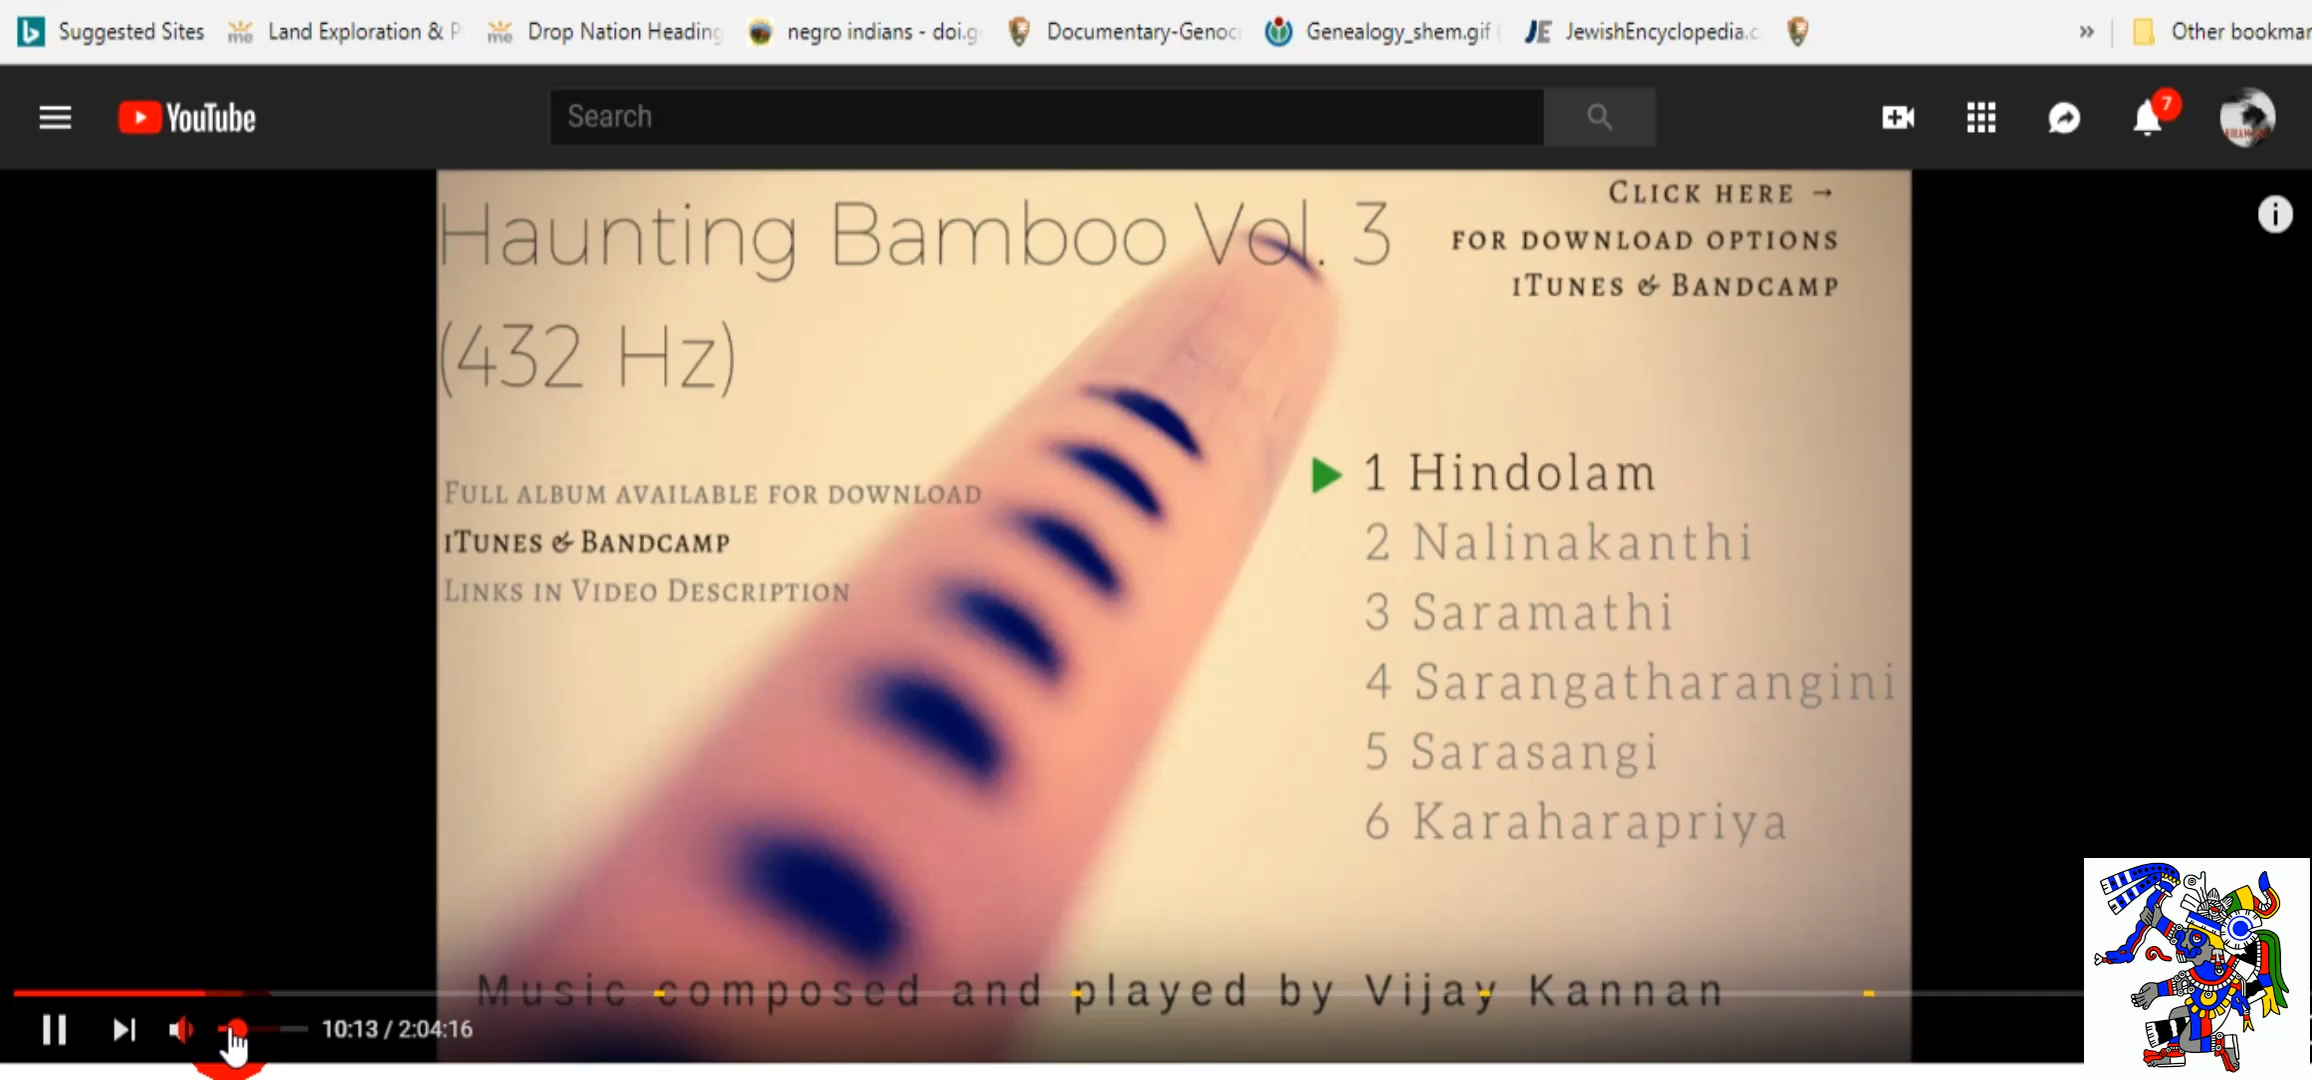 Suggested Sites
Land Exploration & P
Drop Nation Heading
negro indians - doi.g
Documentary-Genoc
Genealogy_shem.gif (
JewishEncyclopedia.c
»
Other bookmar
YouTube
Search
7
Haunting Bamboo Vol. 3
(432 Hz)
CLICK HERE →
FOR DOWNLOAD OPTIONS
ITUNES & BANDCAMP
FULL ALBUM AVAILABLE FOR DOWNLOAD
ITUNES & BANDCAMP
LINKS IN VIDEO DESCRIPTION
1 Hindolam
2 Nalinakanthi
3 Saramathi
4 Sarangatharangini
5 Sarasangi
6 Karaharapriya
Music composed and played by Vijay Kannan
10:13 / 2:04:16